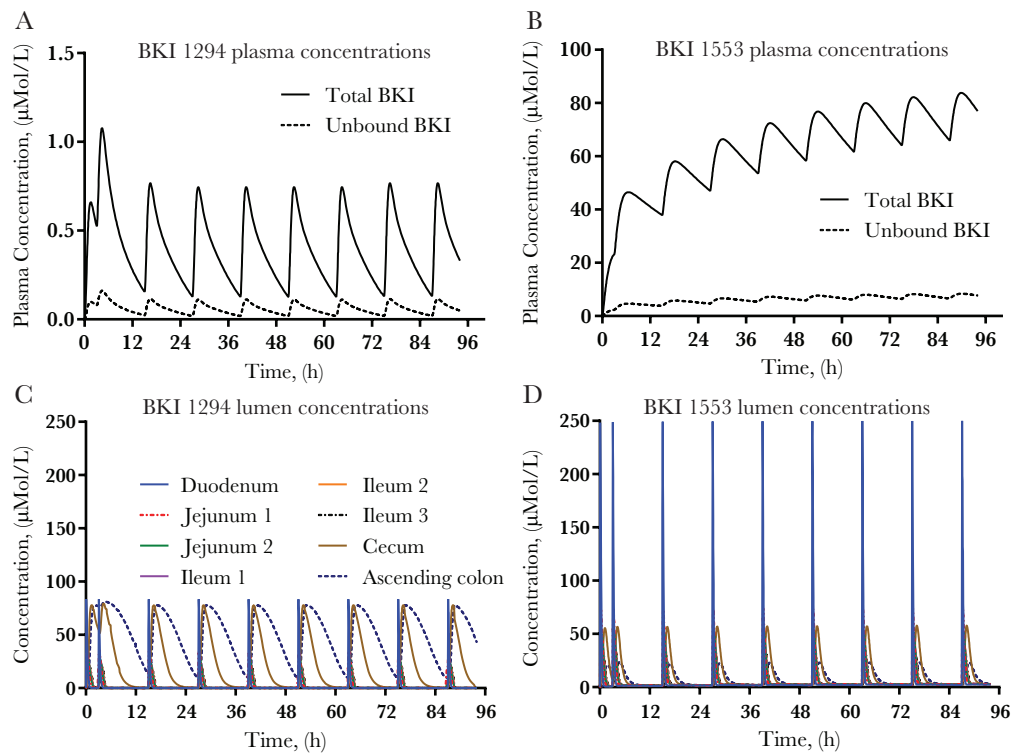 A
BKI 1294 plasma concentrations
Plasma Concentration, (μMol/L)
1.5
1.0
0.5
0.0
Total BKI
Unbound BKI
0 12 24 36 48 60 72 84 96
Time, (h)
B
BKI 1553 plasma concentrations
Plasma Concentration, (μMol/L)
100
80
60
40
20
0
Total BKI
Unbound BKI
0 12 24 36 48 60 72 84 96
Time, (h)
C
BKI 1294 lumen concentrations
Concentration, (μMol/L)
250
200
150
100
50
0
Duodenum
Jejunum 1
Jejunum 2
Ileum 1
Ileum 2
Ileum 3
Cecum
Ascending colon
0 12 24 36 48 60 72 84 96
Time, (h)
D
BKI 1553 lumen concentrations
Concentration, (μMol/L)
250
200
150
100
50
0
0 12 24 36 48 60 72 84 96
Time, (h)